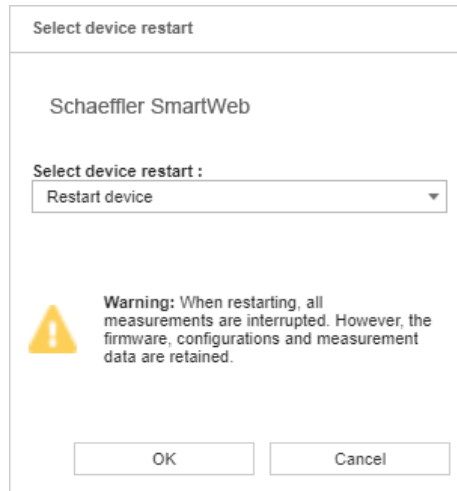 Select device restart
Schaeffler SmartWeb
Select device restart :
Restart device
Warning: When restarting, all
measurements are interrupted. However, the
firmware, configurations and measurement
data are retained.
OK
Cancel